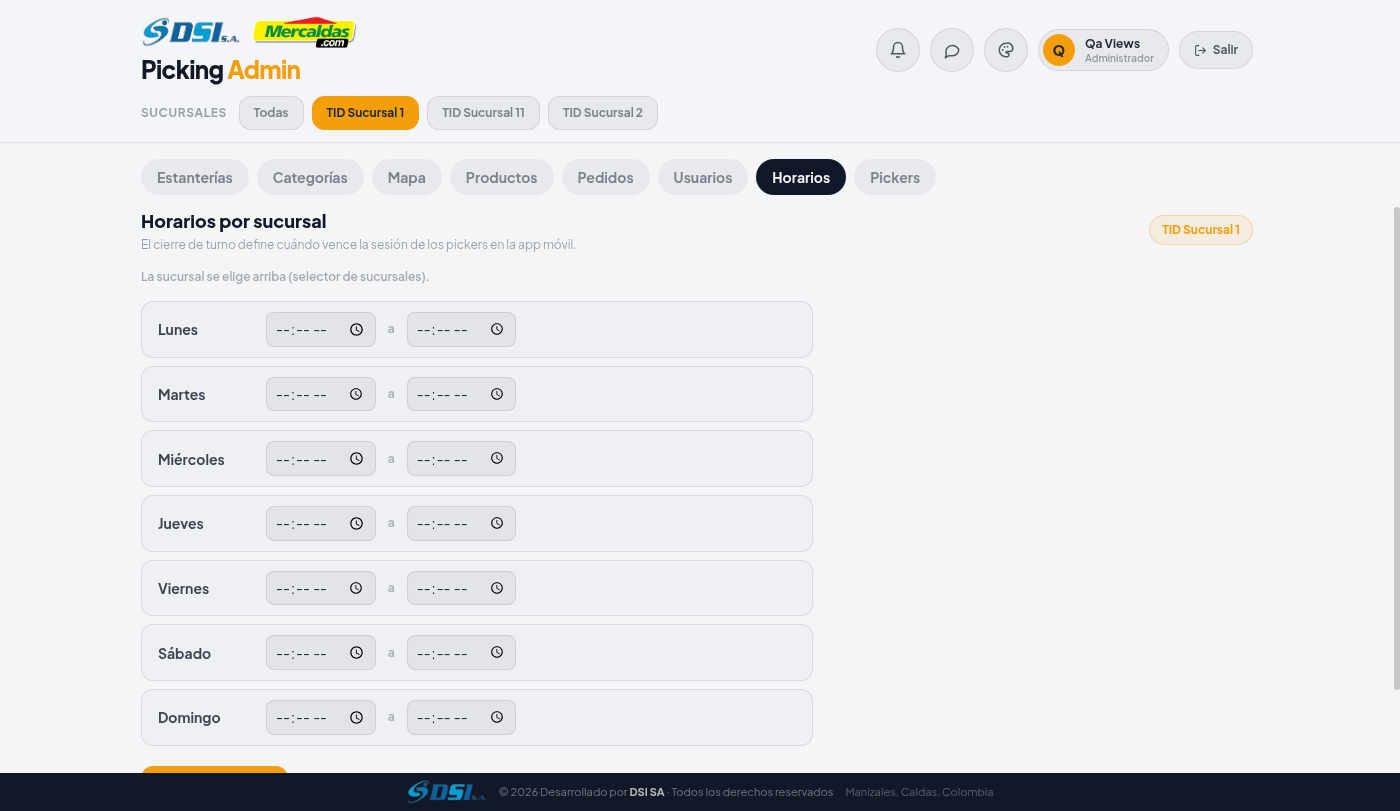 DSI S.A. Mercaldas .com
Picking Admin
Q Qa Views
Administrador
Salir
SUCURSALES Todas TID Sucursal 1 TID Sucursal 11 TID Sucursal 2
Estanterías Categorías Mapa Productos Pedidos Usuarios Horarios Pickers
Horarios por sucursal
TID Sucursal 1
El cierre de turno define cuándo vence la sesión de los pickers en la app móvil.
La sucursal se elige arriba (selector de sucursales).
Lunes --:-- -- a --:-- --
Martes --:-- -- a --:-- --
Miércoles --:-- -- a --:-- --
Jueves --:-- -- a --:-- --
Viernes --:-- -- a --:-- --
Sábado --:-- -- a --:-- --
Domingo --:-- -- a --:-- --
DSI S.A. © 2026 Desarrollado por DSI SA · Todos los derechos reservados Manizales, Caldas, Colombia